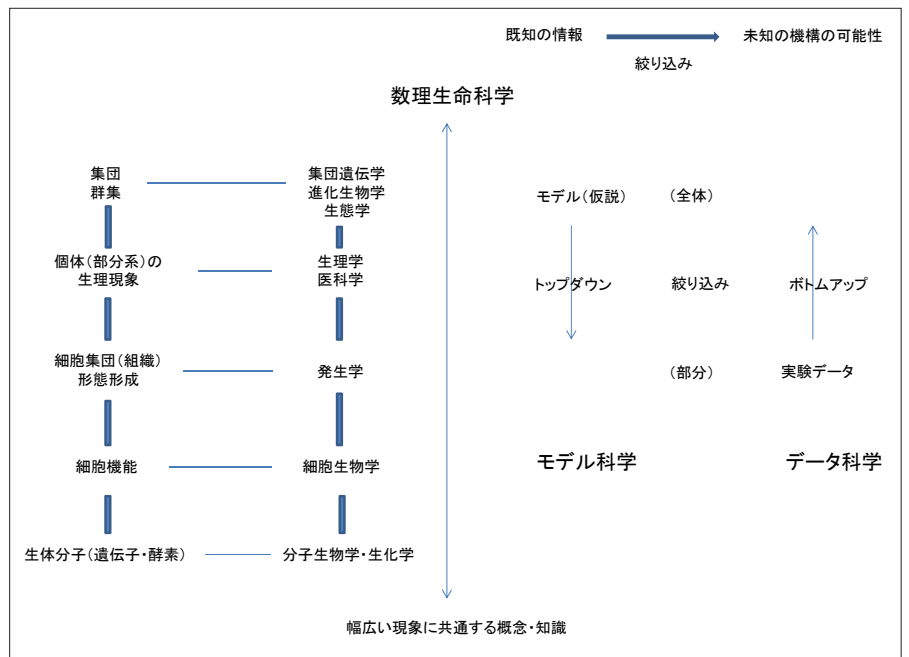 既知の情報
未知の機構の可能性
絞り込み
数理生命科学
集団
群集
集団遺伝学
進化生物学
生態学
個体(部分系)の
生理現象
生理学
医科学
細胞集団(組織)
形態形成
発生学
細胞機能
細胞生物学
生体分子(遺伝子・酵素)
分子生物学・生化学
モデル(仮説)
(全体)
トップダウン
絞り込み
ボトムアップ
(部分)
実験データ
モデル科学
データ科学
幅広い現象に共通する概念・知識